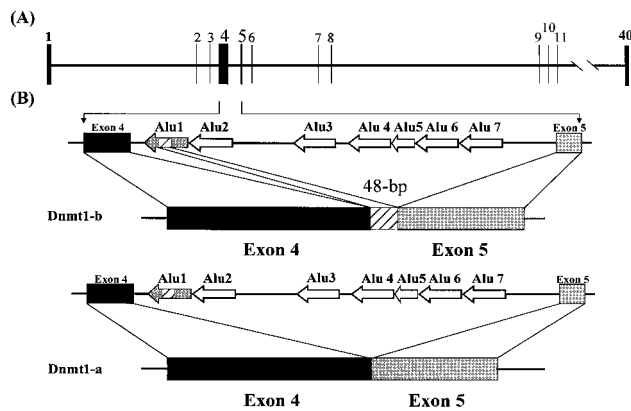 (A)
1 2 3 4 5 6 7 8 9 10 11 40
(B)
Exon 4 Alu1 Alu2 Alu3 Alu 4 Alu5 Alu 6 Alu 7 Exon 5
48-bp
Dnmt1-b
Exon 4 Exon 5
Exon 4 Alu1 Alu2 Alu3 Alu 4 Alu5 Alu 6 Alu 7 Exon 5
Dnmt1-a
Exon 4 Exon 5